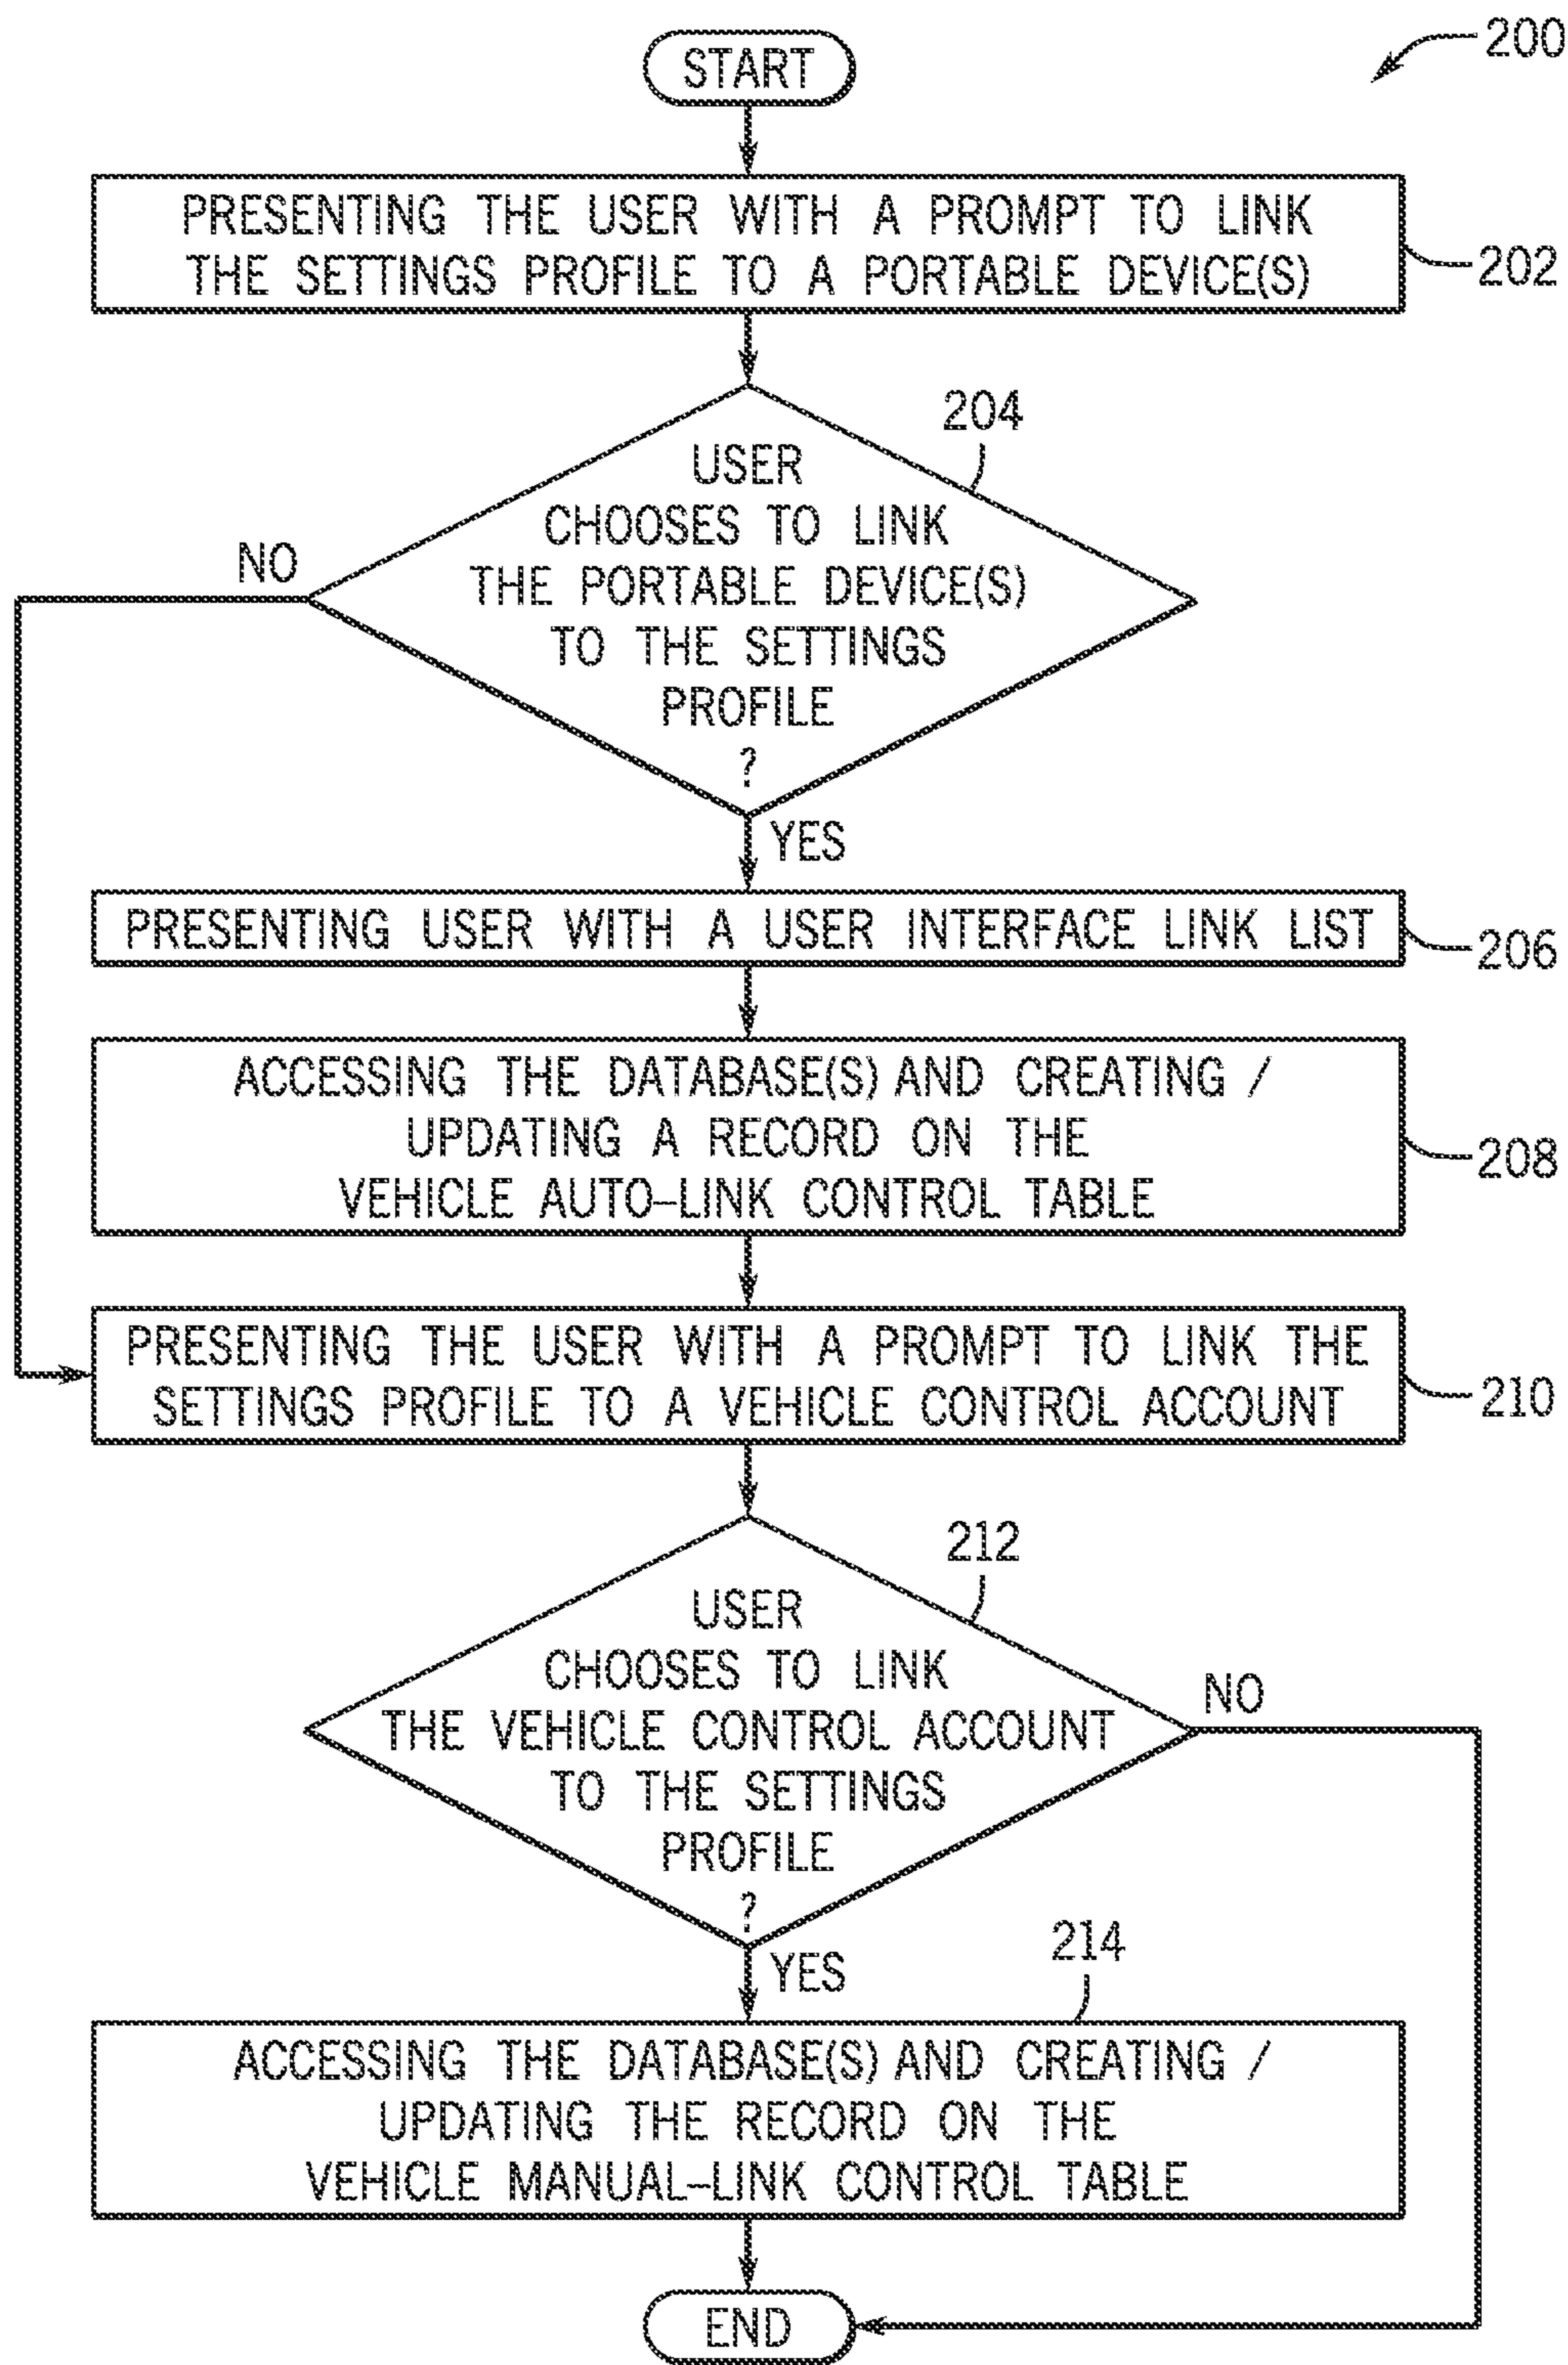 200
START
PRESENTING THE USER WITH A PROMPT TO LINK
THE SETTINGS PROFILE TO A PORTABLE DEVICE(S)
202
204
USER
CHOOSES TO LINK
THE PORTABLE DEVICE(S)
TO THE SETTINGS
PROFILE
?
NO
YES
PRESENTING USER WITH A USER INTERFACE LINK LIST
206
ACCESSING THE DATABASE(S) AND CREATING /
UPDATING A RECORD ON THE
VEHICLE AUTO–LINK CONTROL TABLE
208
PRESENTING THE USER WITH A PROMPT TO LINK THE
SETTINGS PROFILE TO A VEHICLE CONTROL ACCOUNT
210
212
USER
CHOOSES TO LINK
THE VEHICLE CONTROL ACCOUNT
TO THE SETTINGS
PROFILE
?
NO
YES
214
ACCESSING THE DATABASE(S) AND CREATING /
UPDATING THE RECORD ON THE
VEHICLE MANUAL–LINK CONTROL TABLE
END